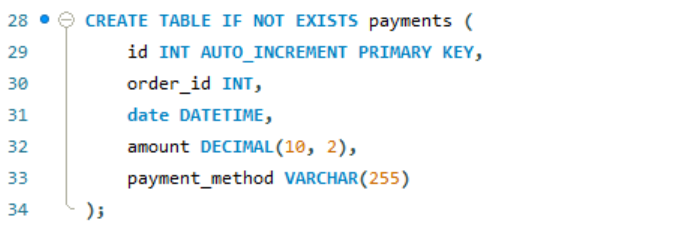 28 CREATE TABLE IF NOT EXISTS payments (
29 id INT AUTO_INCREMENT PRIMARY KEY,
30 order_id INT,
31 date DATETIME,
32 amount DECIMAL(10, 2),
33 payment_method VARCHAR(255)
34 );